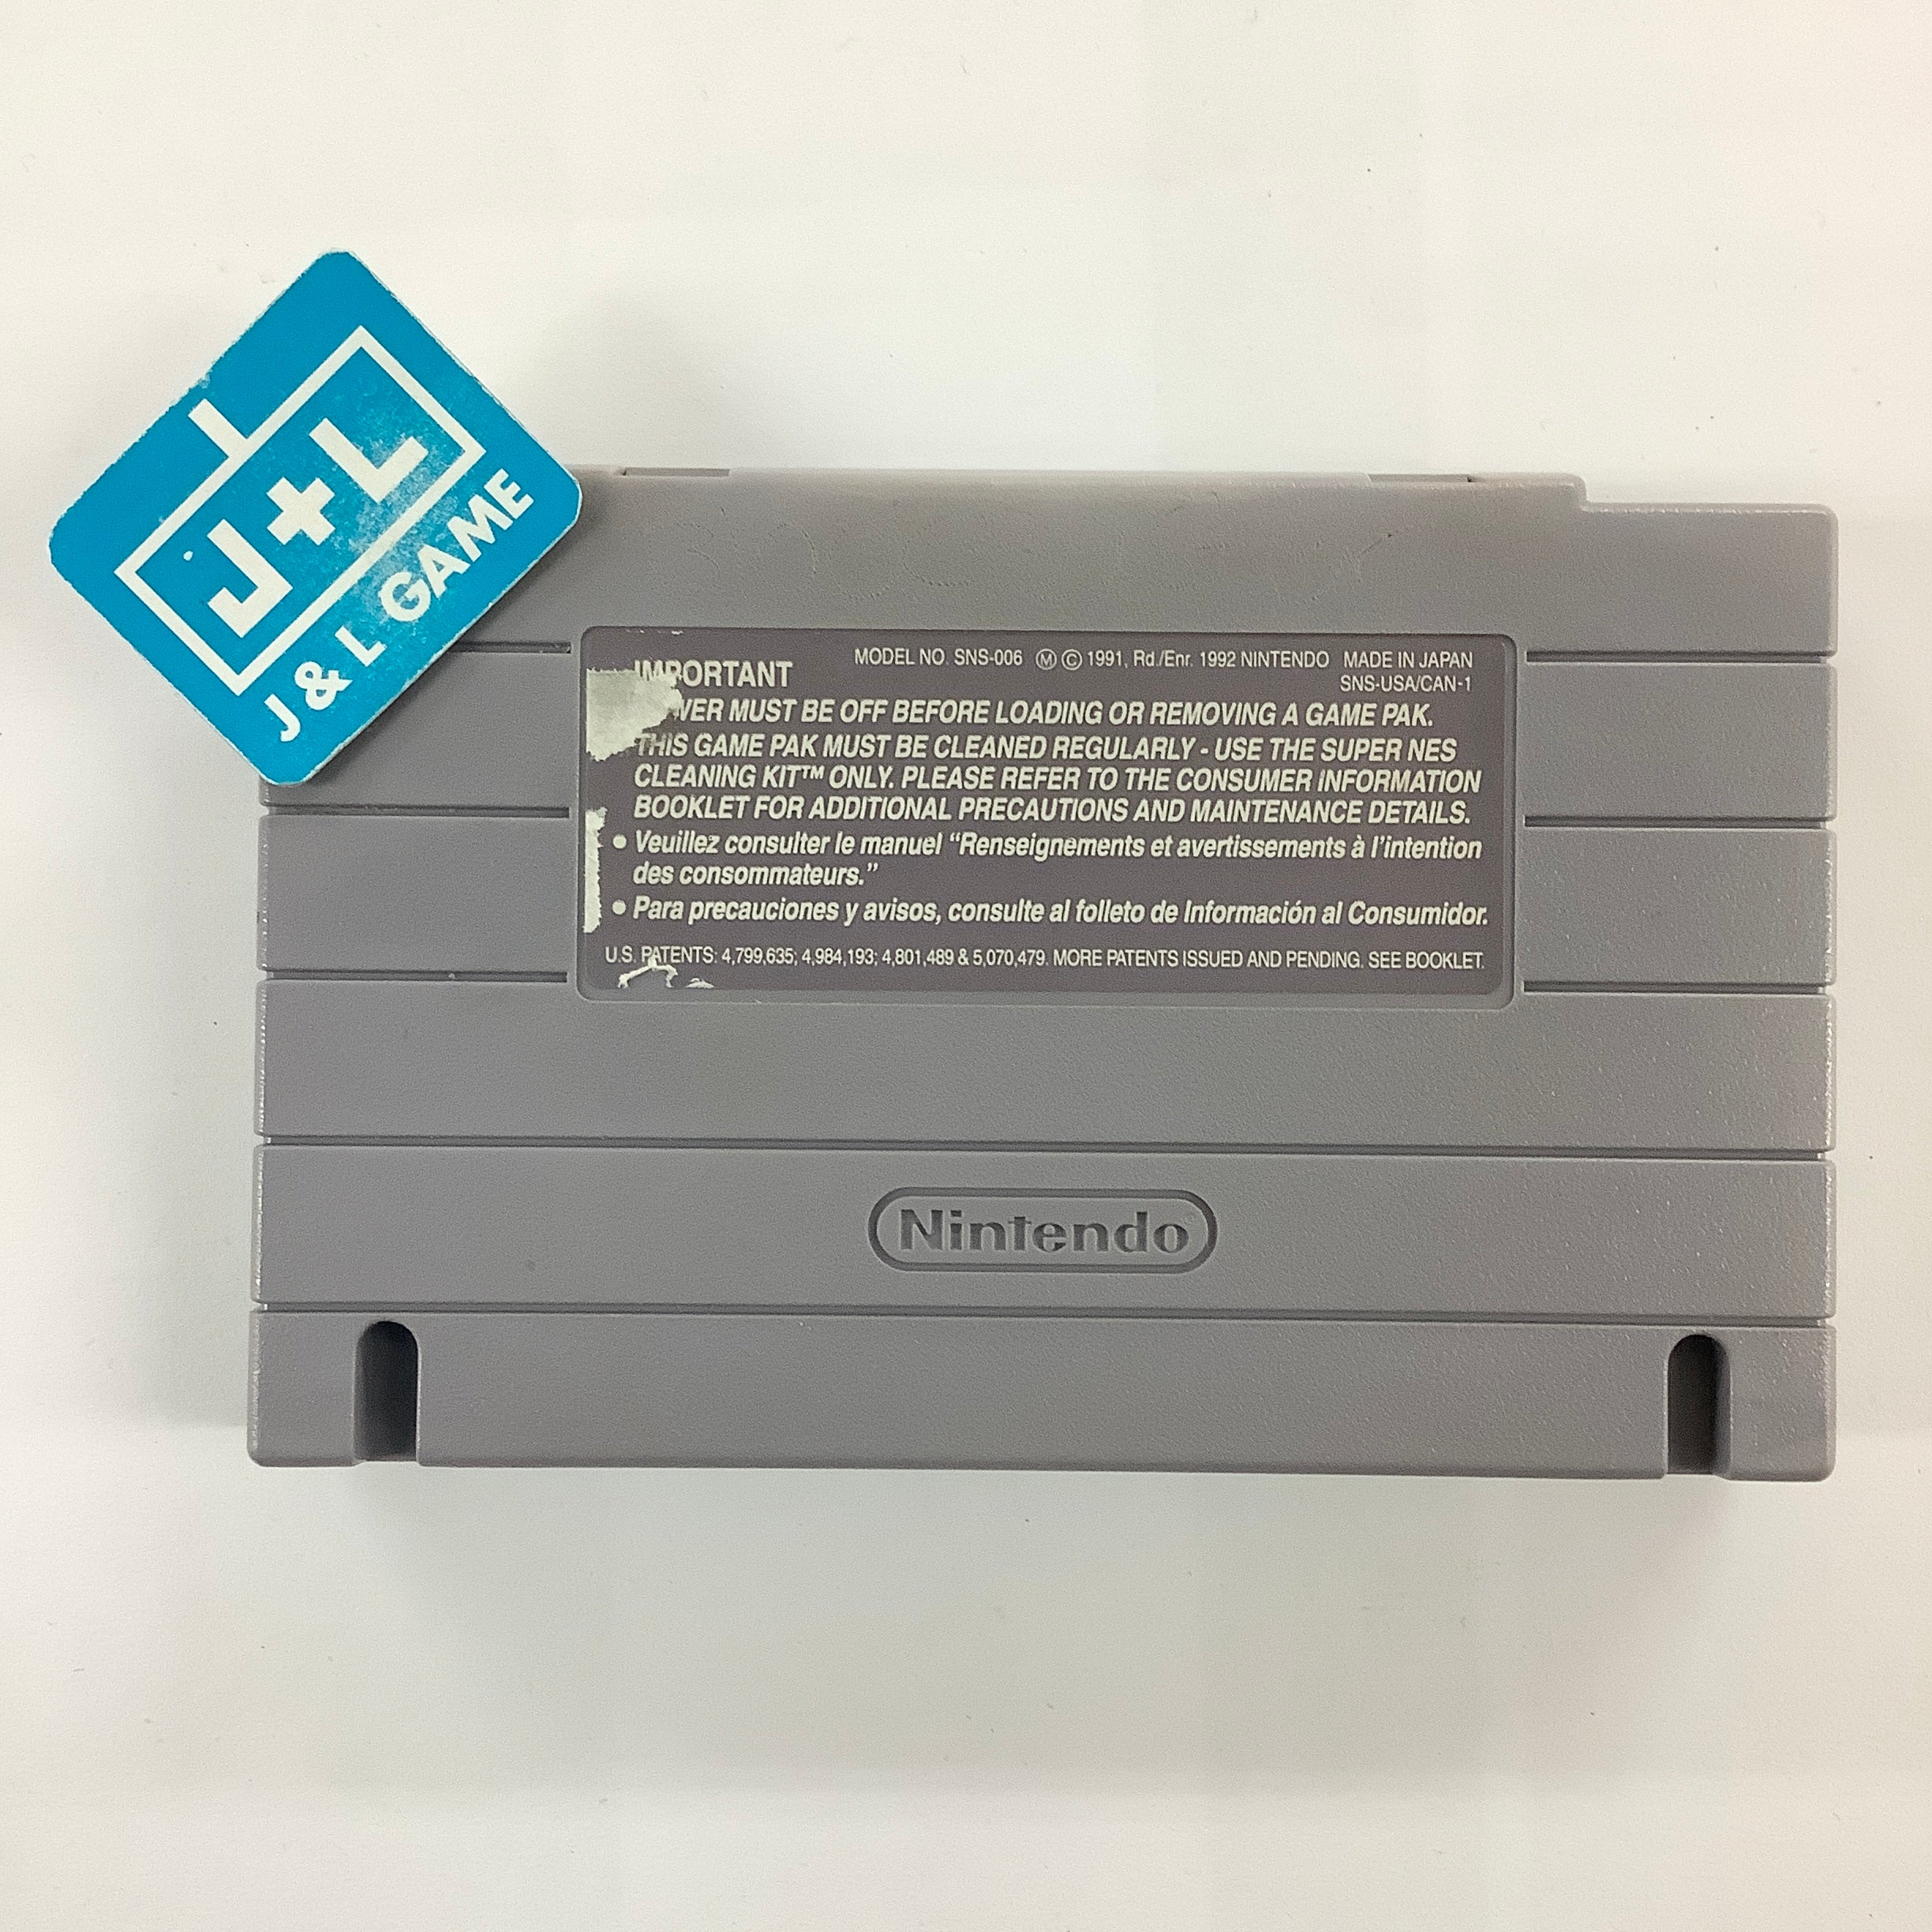 J+L
J & L GAME
IMPORTANT
MODEL NO. SNS-006 Ⓜ © 1991, Rd./Enr. 1992 NINTENDO MADE IN JAPAN
SNS-USA/CAN-1
MUST BE OFF BEFORE LOADING OR REMOVING A GAME PAK.
THIS GAME PAK MUST BE CLEANED REGULARLY - USE THE SUPER NES
CLEANING KIT™ ONLY. PLEASE REFER TO THE CONSUMER INFORMATION
BOOKLET FOR ADDITIONAL PRECAUTIONS AND MAINTENANCE DETAILS.
• Veuillez consulter le manuel “Renseignements et avertissements à l’intention
des consommateurs.”
• Para precauciones y avisos, consulte al folleto de Información al Consumidor.
U.S. PATENTS: 4,799,635; 4,984,193; 4,801,489 & 5,070,479. MORE PATENTS ISSUED AND PENDING. SEE BOOKLET.
Nintendo